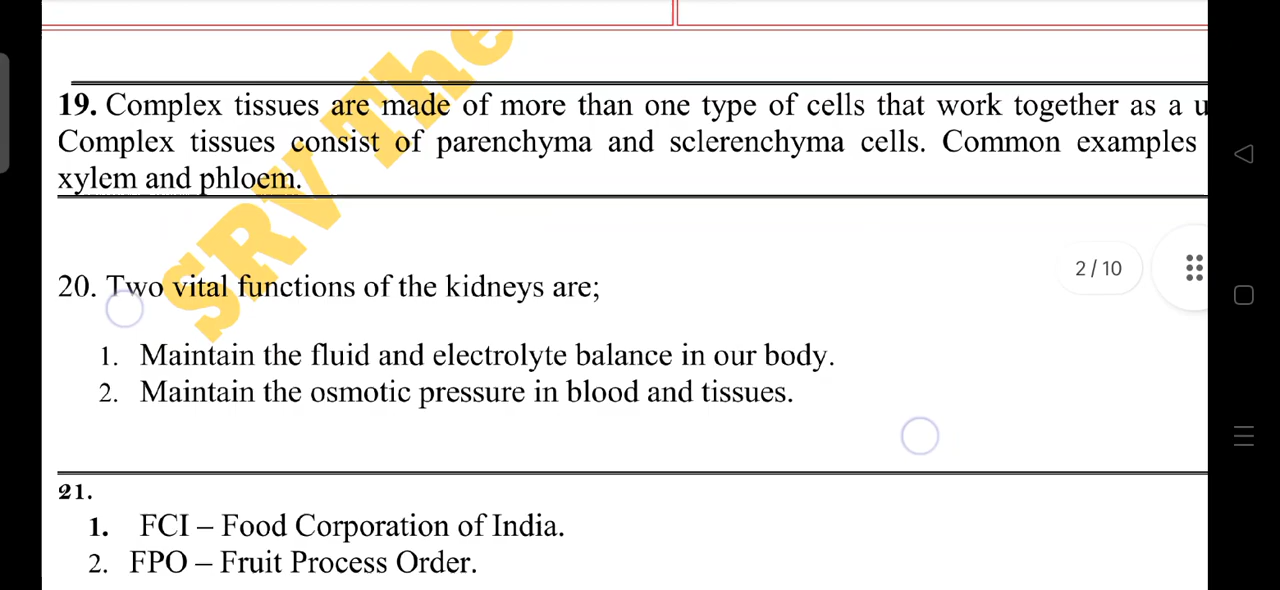 19. Complex tissues are made of more than one type of cells that work together as a u
Complex tissues consist of parenchyma and sclerenchyma cells. Common examples
xylem and phloem.
SRV The
20. Two vital functions of the kidneys are;
2 / 10
1. Maintain the fluid and electrolyte balance in our body.
2. Maintain the osmotic pressure in blood and tissues.
21.
1. FCI – Food Corporation of India.
2. FPO – Fruit Process Order.